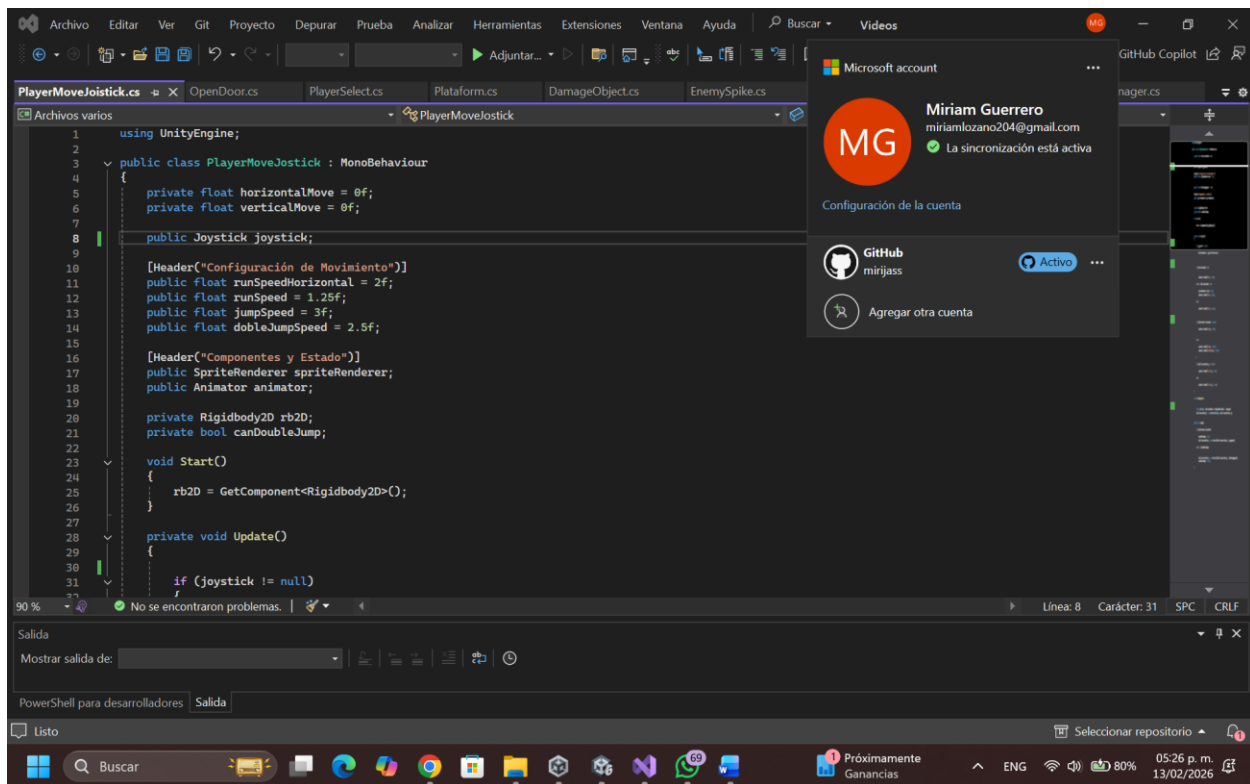 Archivo Editar Ver Git Proyecto Depurar Prueba Analizar Herramientas Extensiones Ventana Ayuda Buscar Videos MG
Adjuntar... GitHub Copilot
PlayerMoveJoistick.cs OpenDoor.cs PlayerSelect.cs Plataform.cs DamageObject.cs EnemySpike.cs nager.cs
Archivos varios PlayerMoveJostick
1 using UnityEngine;
2
3 public class PlayerMoveJostick : MonoBehaviour
4 {
5 private float horizontalMove = 0f;
6 private float verticalMove = 0f;
7
8 public Joystick joystick;
9
10 [Header("Configuración de Movimiento")]
11 public float runSpeedHorizontal = 2f;
12 public float runSpeed = 1.25f;
13 public float jumpSpeed = 3f;
14 public float dobleJumpSpeed = 2.5f;
15
16 [Header("Componentes y Estado")]
17 public SpriteRenderer spriteRenderer;
18 public Animator animator;
19
20 private Rigidbody2D rb2D;
21 private bool canDoubleJump;
22
23 void Start()
24 {
25 rb2D = GetComponent<Rigidbody2D>();
26 }
27
28 private void Update()
29 {
30
31 if (joystick != null)
32 {
Microsoft account
MG
Miriam Guerrero
miriamlozano204@gmail.com
La sincronización está activa
Configuración de la cuenta
GitHub
mirijass
Activo
Agregar otra cuenta
90 % No se encontraron problemas. Línea: 8 Carácter: 31 SPC CRLF
Salida
Mostrar salida de:
PowerShell para desarrolladores Salida
Listo Seleccionar repositorio 1
Buscar 69 1 Próximamente ENG 80% 05:26 p. m.
Ganancias 13/02/2026